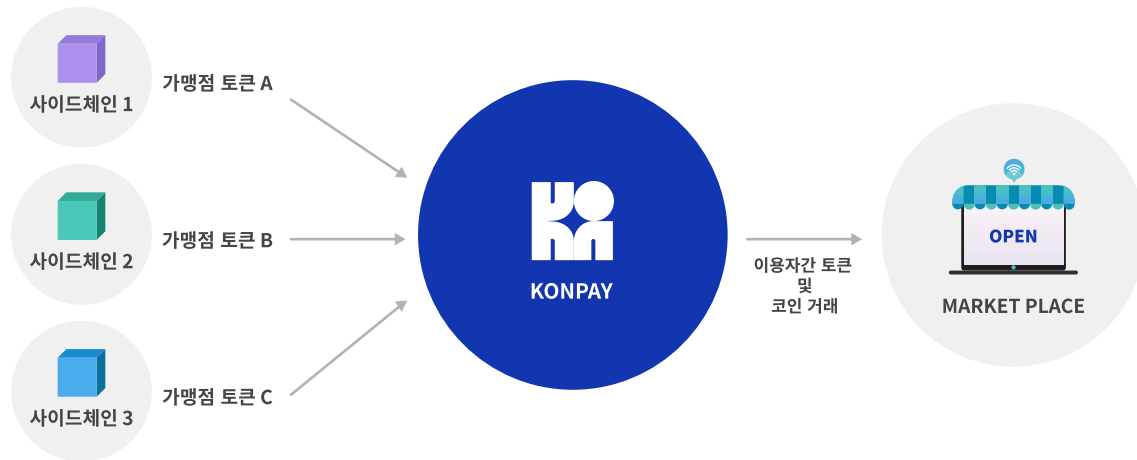 사이드체인 1
가맹점 토큰 A
사이드체인 2
가맹점 토큰 B
사이드체인 3
가맹점 토큰 C
KONA
KONPAY
이용자간 토큰
및
코인 거래
OPEN
MARKET PLACE